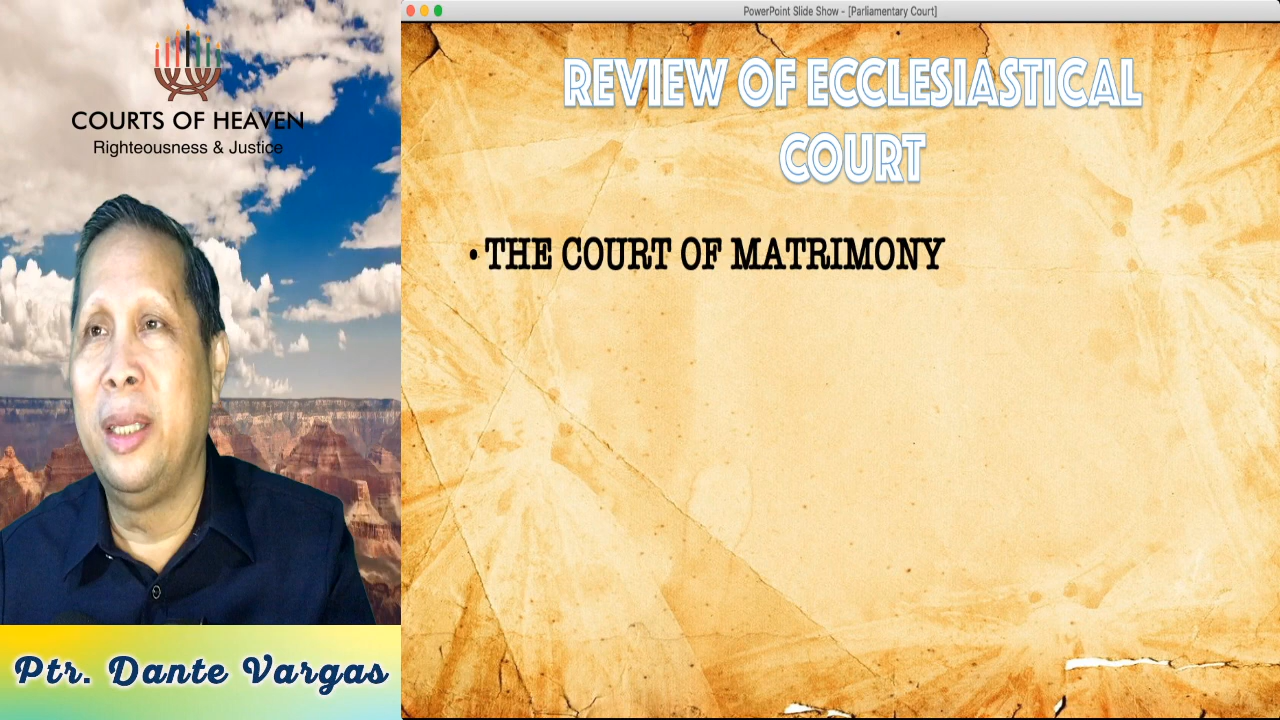 COURTS OF HEAVEN
Righteousness & Justice
Ptr. Dante Vargas
PowerPoint Slide Show - [Parliamentary Court]
REVIEW OF ECCLESIASTICAL
COURT
• THE COURT OF MATRIMONY